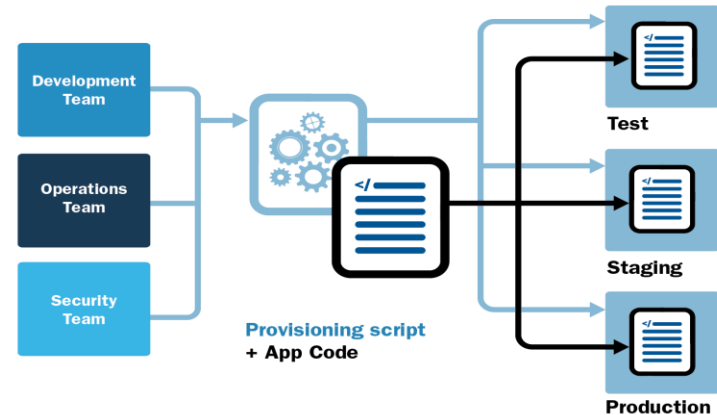 Development
Team
Operations
Team
Security
Team
</
Provisioning script
+ App Code
</
Test
</
Staging
</
Production